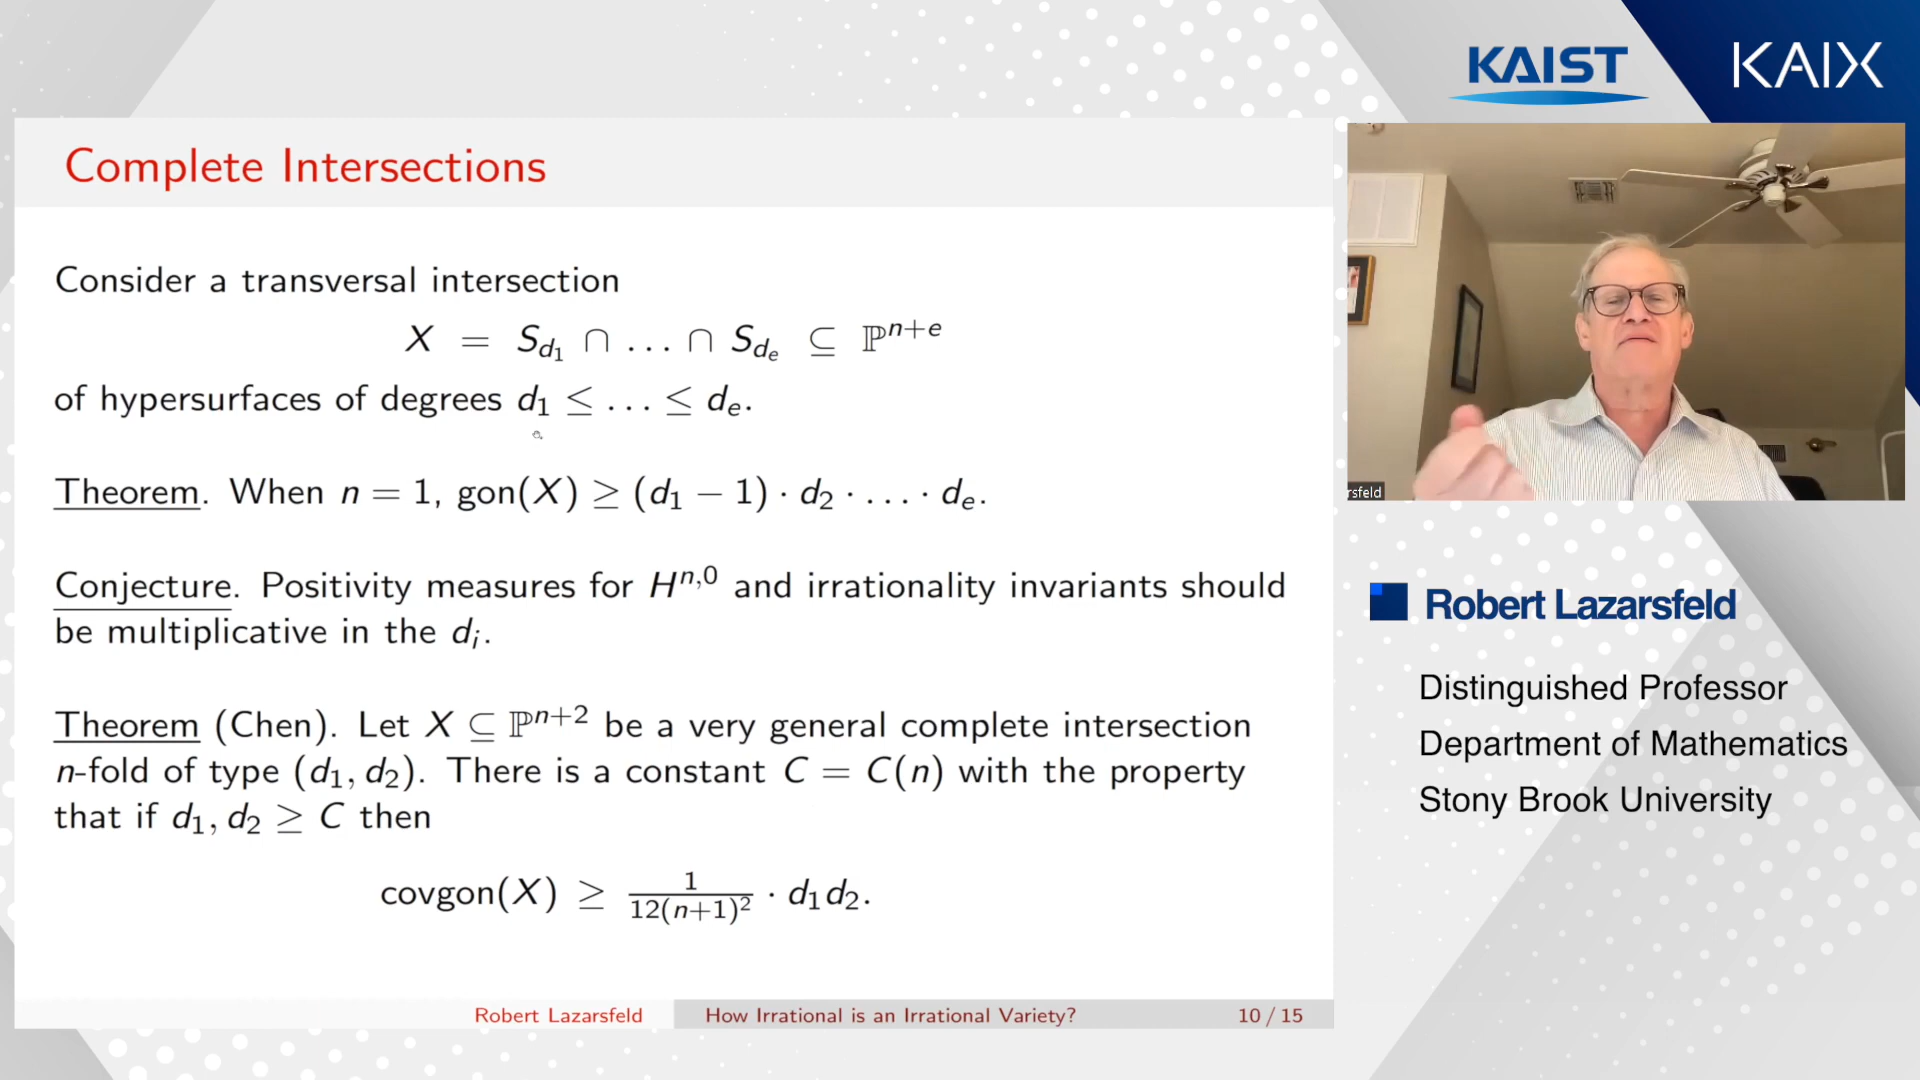 KAIST
KAIX
Complete Intersections
Consider a transversal intersection
X = S_{d_1} ∩ … ∩ S_{d_e} ⊆ ℙ^{n+e}
of hypersurfaces of degrees d_1 ≤ … ≤ d_e.
Theorem. When n = 1, gon(X) ≥ (d_1 − 1) · d_2 · … · d_e.
Conjecture. Positivity measures for H^{n,0} and irrationality invariants should
be multiplicative in the d_i.
Theorem (Chen). Let X ⊆ ℙ^{n+2} be a very general complete intersection
n-fold of type (d_1, d_2). There is a constant C = C(n) with the property
that if d_1, d_2 ≥ C then
covgon(X) ≥ \frac{1}{12(n+1)^2} · d_1 d_2.
Robert Lazarsfeld How Irrational is an Irrational Variety? 10 / 15
rsfeld
Robert Lazarsfeld
Distinguished Professor
Department of Mathematics
Stony Brook University